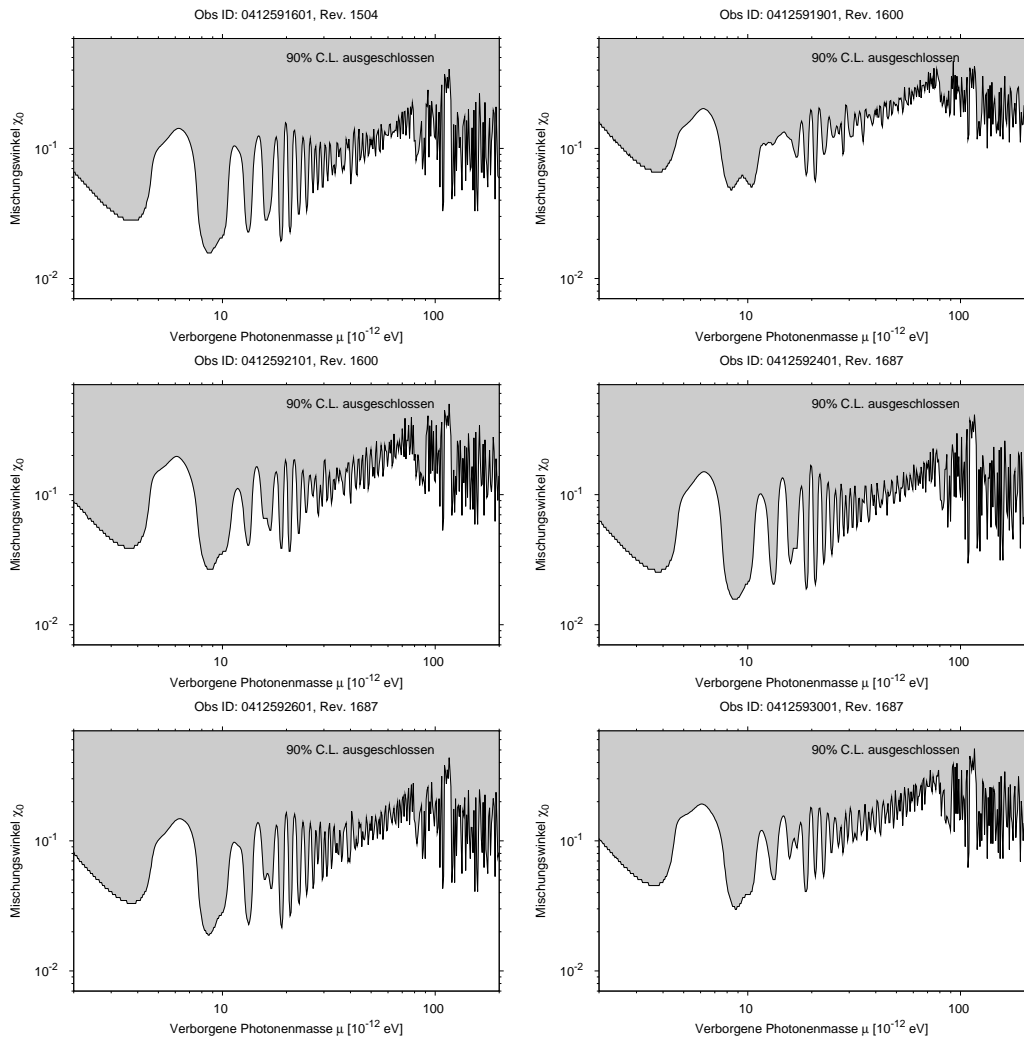 Obs ID: 0412591601, Rev. 1504
90% C.L. ausgeschlossen
Mischungswinkel χ0
10-1
10-2
10
100
Verborgene Photonenmasse μ [10-12 eV]
Obs ID: 0412591901, Rev. 1600
90% C.L. ausgeschlossen
Mischungswinkel χ0
10-1
10-2
10
100
Verborgene Photonenmasse μ [10-12 eV]
Obs ID: 0412592101, Rev. 1600
90% C.L. ausgeschlossen
Mischungswinkel χ0
10-1
10-2
10
100
Verborgene Photonenmasse μ [10-12 eV]
Obs ID: 0412592401, Rev. 1687
90% C.L. ausgeschlossen
Mischungswinkel χ0
10-1
10-2
10
100
Verborgene Photonenmasse μ [10-12 eV]
Obs ID: 0412592601, Rev. 1687
90% C.L. ausgeschlossen
Mischungswinkel χ0
10-1
10-2
10
100
Verborgene Photonenmasse μ [10-12 eV]
Obs ID: 0412593001, Rev. 1687
90% C.L. ausgeschlossen
Mischungswinkel χ0
10-1
10-2
10
100
Verborgene Photonenmasse μ [10-12 eV]